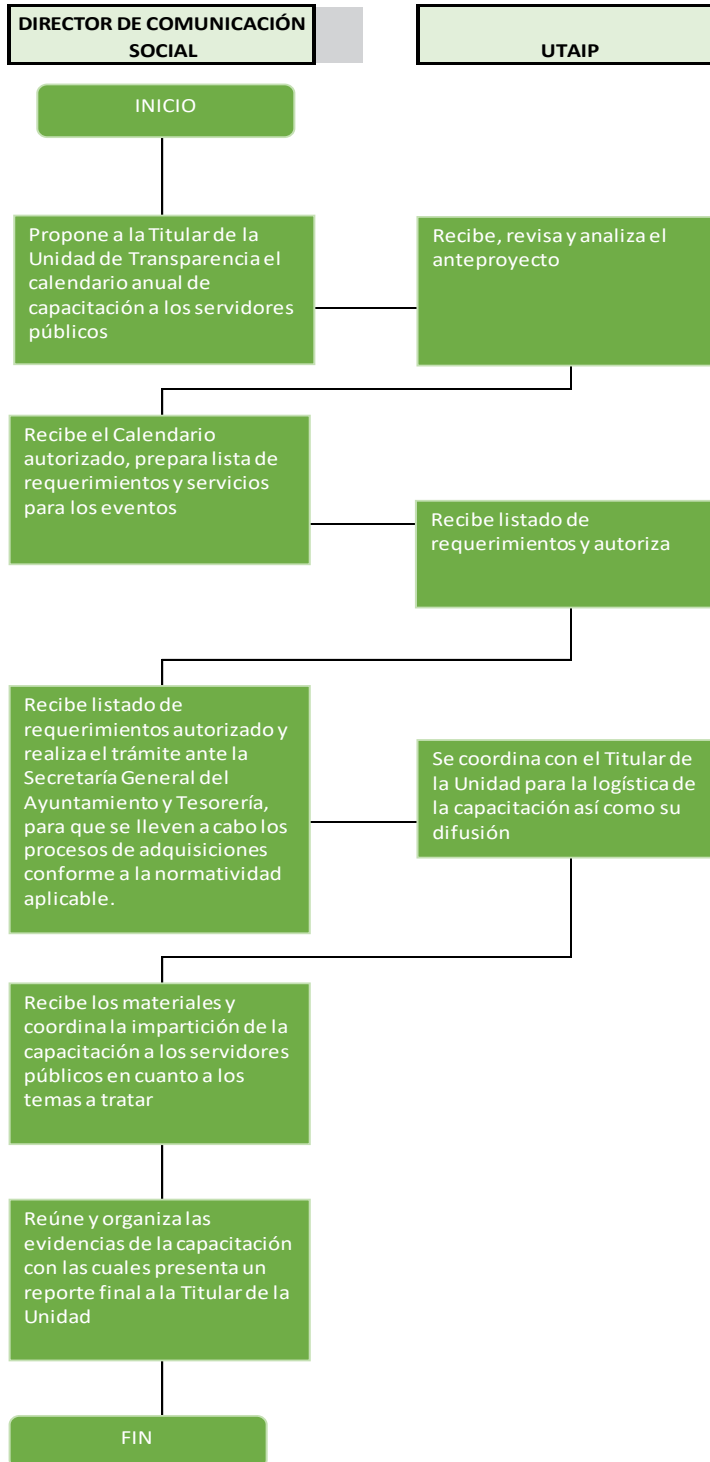 DIRECTOR DE COMUNICACIÓN
SOCIAL
UTAIP
INICIO
Propone a la Titular de la
Unidad de Transparencia el
calendario anual de
capacitación a los servidores
públicos
Recibe, revisa y analiza el
anteproyecto
Recibe el Calendario
autorizado, prepara lista de
requerimientos y servicios
para los eventos
Recibe listado de
requerimientos y autoriza
Recibe listado de
requerimientos autorizado y
realiza el trámite ante la
Secretaría General del
Ayuntamiento y Tesorería,
para que se lleven a cabo los
procesos de adquisiciones
conforme a la normatividad
aplicable.
Se coordina con el Titular de
la Unidad para la logística de
la capacitación así como su
difusión
Recibe los materiales y
coordina la impartición de la
capacitación a los servidores
públicos en cuanto a los
temas a tratar
Reúne y organiza las
evidencias de la capacitación
con las cuales presenta un
reporte final a la Titular de la
Unidad
FIN